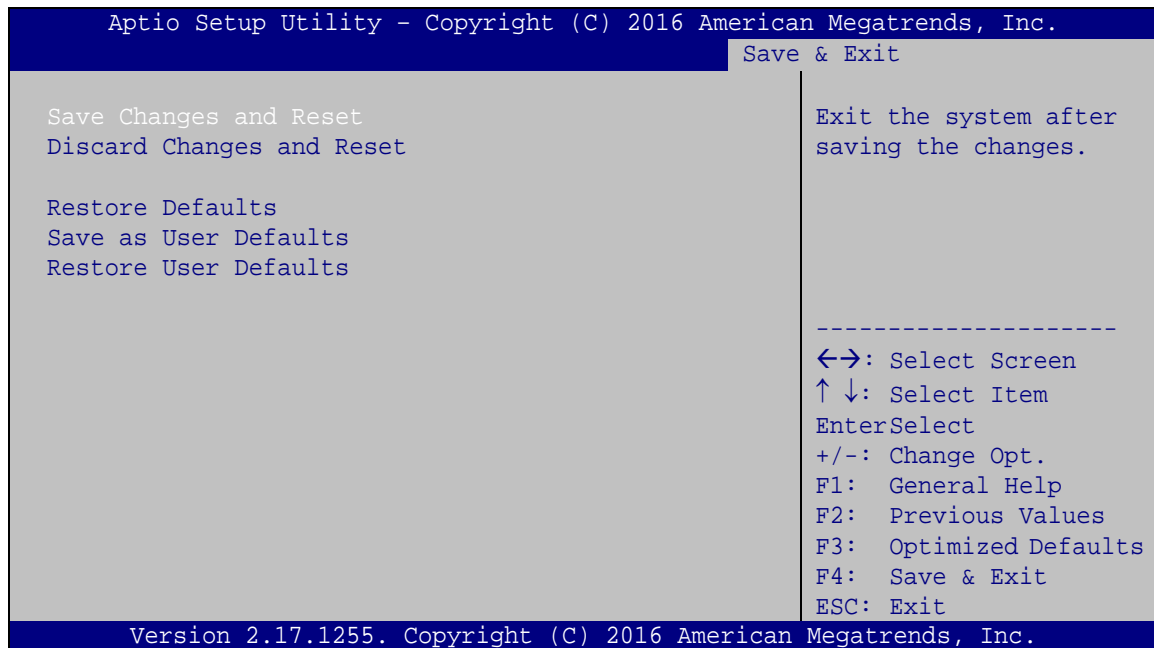 Aptio Setup Utility – Copyright (C) 2016 American Megatrends, Inc.
Save & Exit
Save Changes and Reset
Discard Changes and Reset
Restore Defaults
Save as User Defaults
Restore User Defaults
Exit the system after
saving the changes.
---------------------
←→: Select Screen
↑ ↓: Select Item
EnterSelect
+/-: Change Opt.
F1: General Help
F2: Previous Values
F3: Optimized Defaults
F4: Save & Exit
ESC: Exit
Version 2.17.1255. Copyright (C) 2016 American Megatrends, Inc.